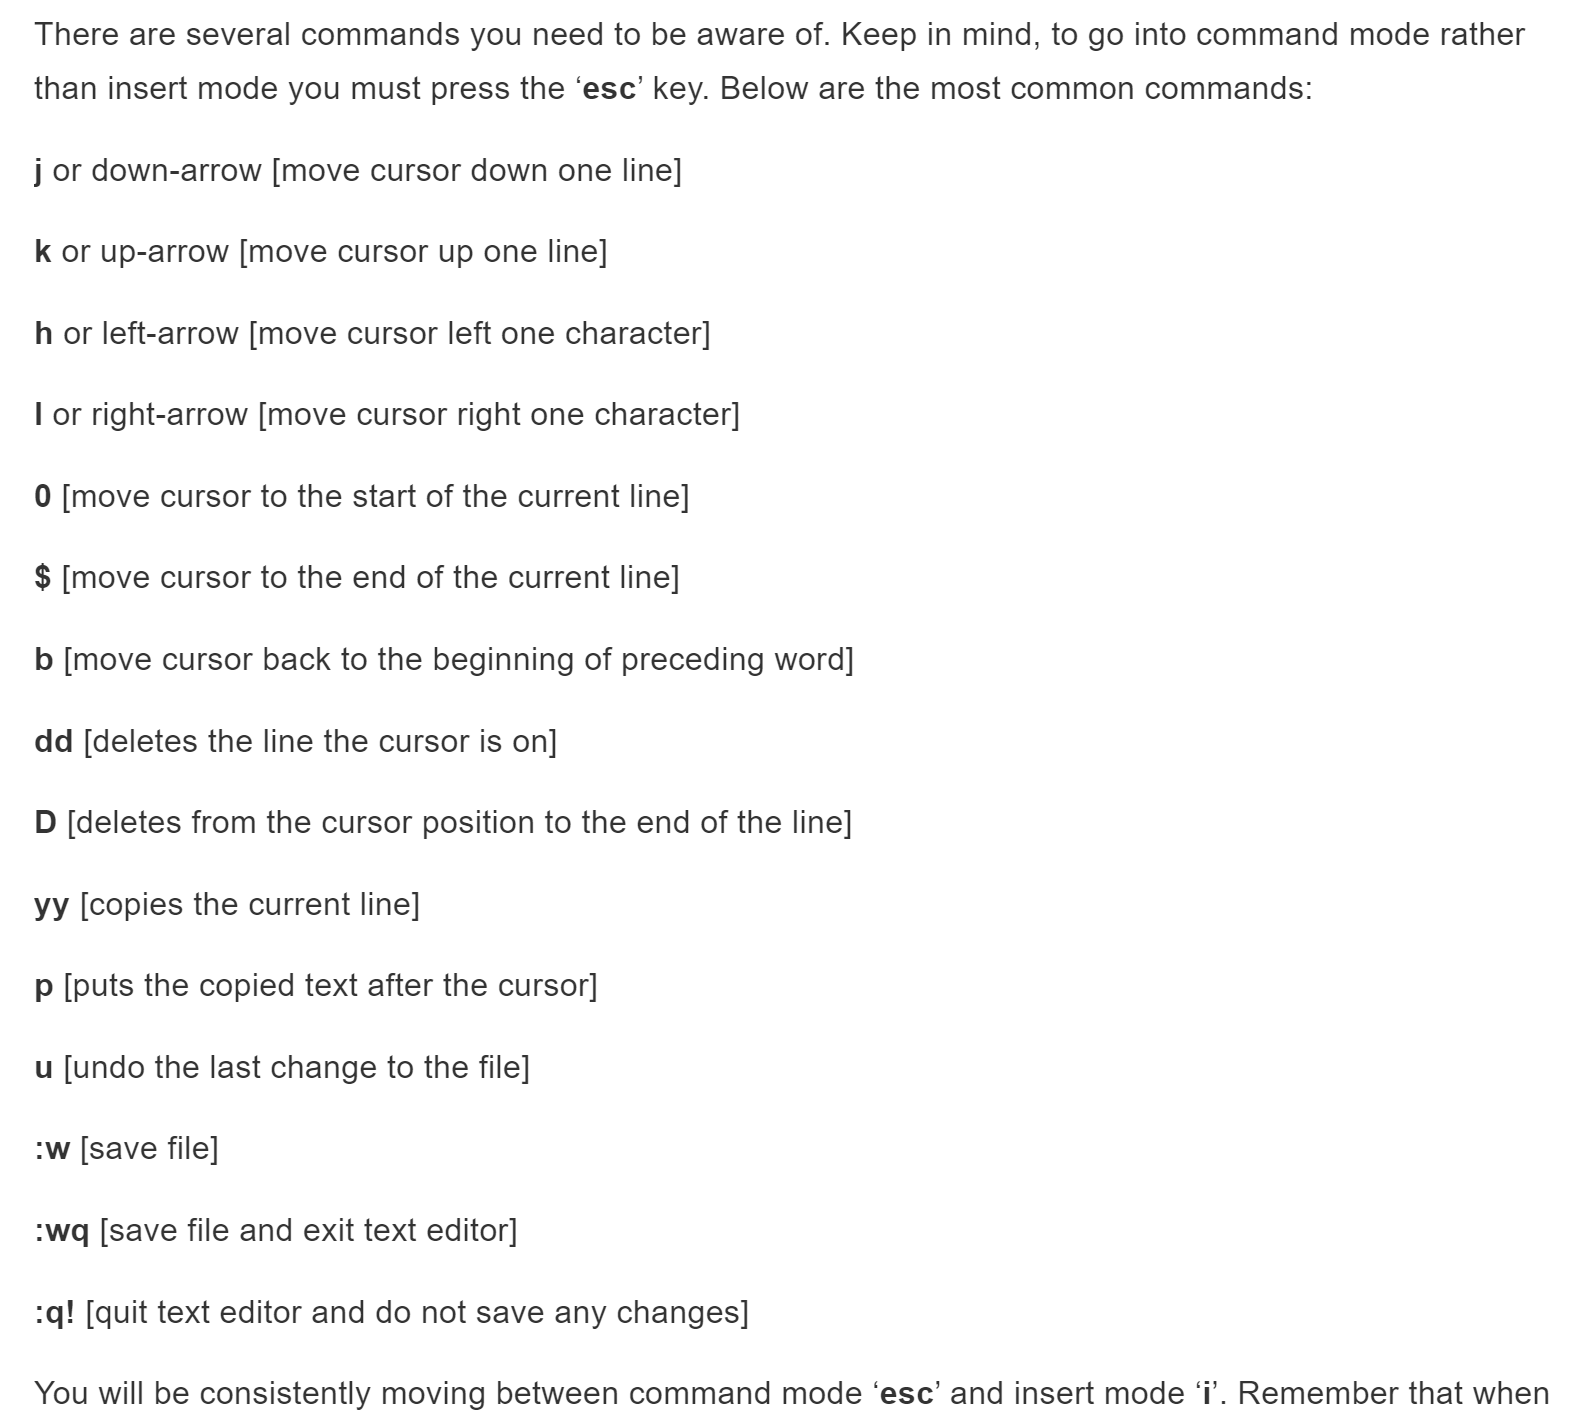 There are several commands you need to be aware of. Keep in mind, to go into command mode rather
than insert mode you must press the ‘esc’ key. Below are the most common commands:
j or down-arrow [move cursor down one line]
k or up-arrow [move cursor up one line]
h or left-arrow [move cursor left one character]
l or right-arrow [move cursor right one character]
0 [move cursor to the start of the current line]
$ [move cursor to the end of the current line]
b [move cursor back to the beginning of preceding word]
dd [deletes the line the cursor is on]
D [deletes from the cursor position to the end of the line]
yy [copies the current line]
p [puts the copied text after the cursor]
u [undo the last change to the file]
:w [save file]
:wq [save file and exit text editor]
:q! [quit text editor and do not save any changes]
You will be consistently moving between command mode ‘esc’ and insert mode ‘i’. Remember that when